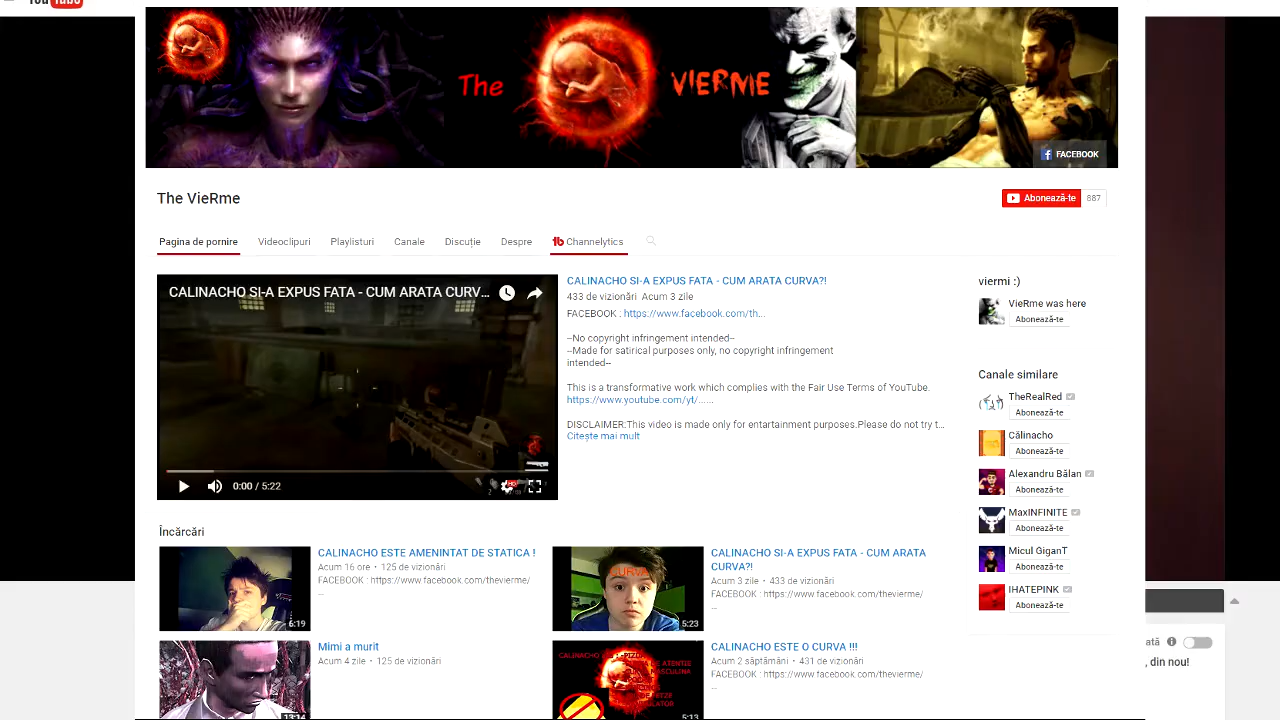 You Tube
The VIERME
FACEBOOK
The VieRme
Abonează-te 887
Pagina de pornire Videoclipuri Playlisturi Canale Discuție Despre Channelytics
CALINACHO SI-A EXPUS FATA - CUM ARATA CURV...
0:00 / 5:22
CALINACHO SI-A EXPUS FATA - CUM ARATA CURVA?!
433 de vizionări Acum 3 zile
FACEBOOK : https://www.facebook.com/th...
--No copyright infringement intended--
--Made for satirical purposes only, no copyright infringement
intended--
This is a transformative work which complies with the Fair Use Terms of YouTube.
https://www.youtube.com/yt/......
DISCLAIMER:This video is made only for entartainment purposes.Please do not try t...
Citește mai mult
viermi :)
VieRme was here
Abonează-te
Canale similare
TheRealRed
Abonează-te
Călinacho
Abonează-te
Alexandru Bălan
Abonează-te
MaxINFINITE
Abonează-te
Micul GiganT
Abonează-te
IHATEPINK
Abonează-te
Încărcări
6:19
CALINACHO ESTE AMENINTAT DE STATICA !
Acum 16 ore • 125 de vizionări
FACEBOOK : https://www.facebook.com/thevierme/
...
CURVA
5:23
CALINACHO SI-A EXPUS FATA - CUM ARATA
CURVA?!
Acum 3 zile • 433 de vizionări
FACEBOOK : https://www.facebook.com/thevierme/
...
13:14
Mimi a murit
Acum 4 zile • 125 de vizionări
5:13
CALINACHO ESTE O CURVA !!!
Acum 2 săptămâni • 431 de vizionări
FACEBOOK : https://www.facebook.com/thevierme/
...
ată
, din nou!